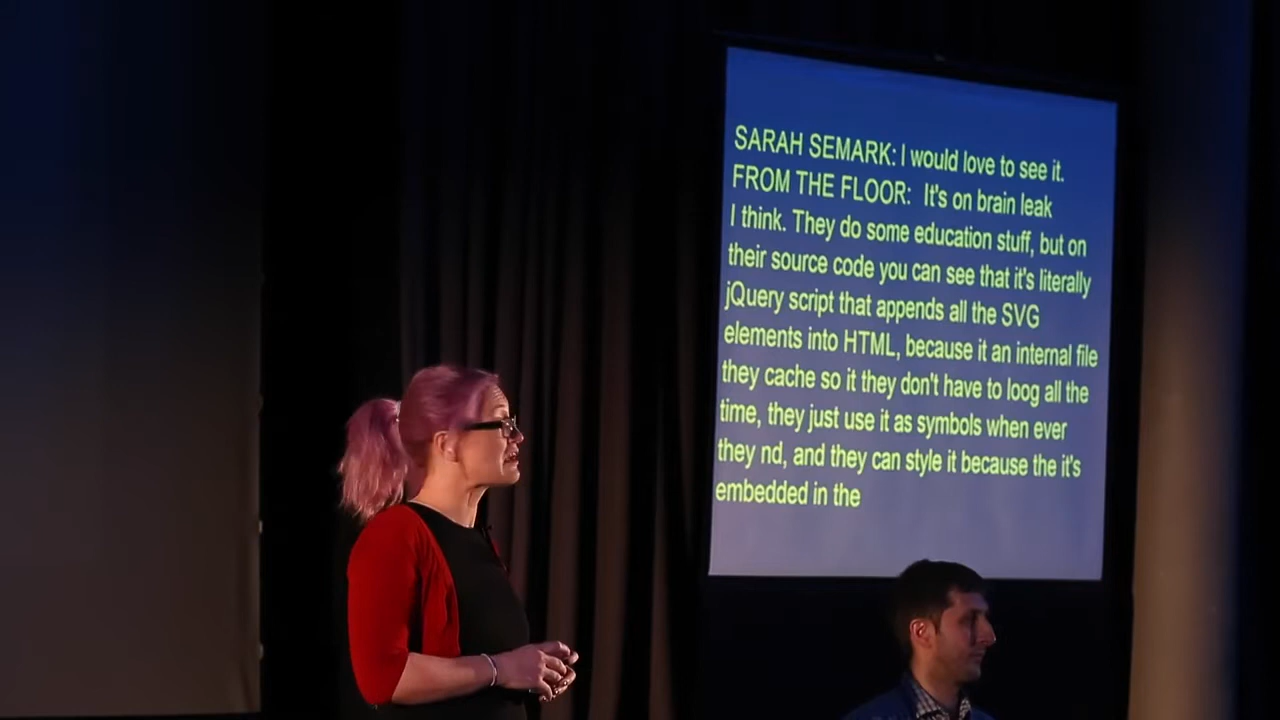 SARAH SEMARK: I would love to see it.
FROM THE FLOOR: It's on brain leak
I think. They do some education stuff, but on
their source code you can see that it's literally
jQuery script that appends all the SVG
elements into HTML, because it an internal file
they cache so it they don't have to loog all the
time, they just use it as symbols when ever
they nd, and they can style it because the it's
embedded in the